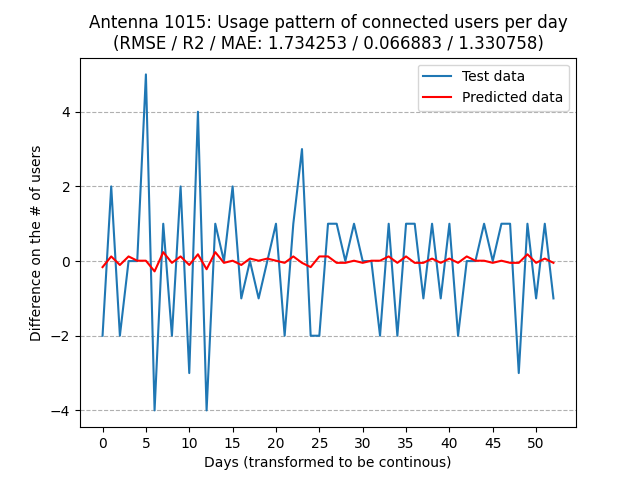 Antenna 1015: Usage pattern of connected users per day
(RMSE / R2 / MAE: 1.734253 / 0.066883 / 1.330758)
Test data
Predicted data
Difference on the # of users
4
2
0
−2
−4
0 5 10 15 20 25 30 35 40 45 50
Days (transformed to be continous)